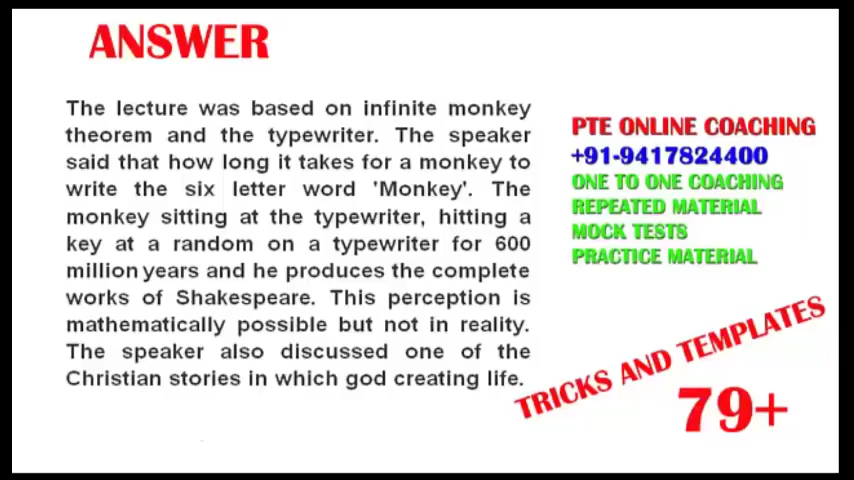 ANSWER
The lecture was based on infinite monkey
theorem and the typewriter. The speaker
said that how long it takes for a monkey to
write the six letter word 'Monkey'. The
monkey sitting at the typewriter, hitting a
key at a random on a typewriter for 600
million years and he produces the complete
works of Shakespeare. This perception is
mathematically possible but not in reality.
The speaker also discussed one of the
Christian stories in which god creating life.
PTE ONLINE COACHING
+91-9417824400
ONE TO ONE COACHING
REPEATED MATERIAL
MOCK TESTS
PRACTICE MATERIAL
TRICKS AND TEMPLATES
79+